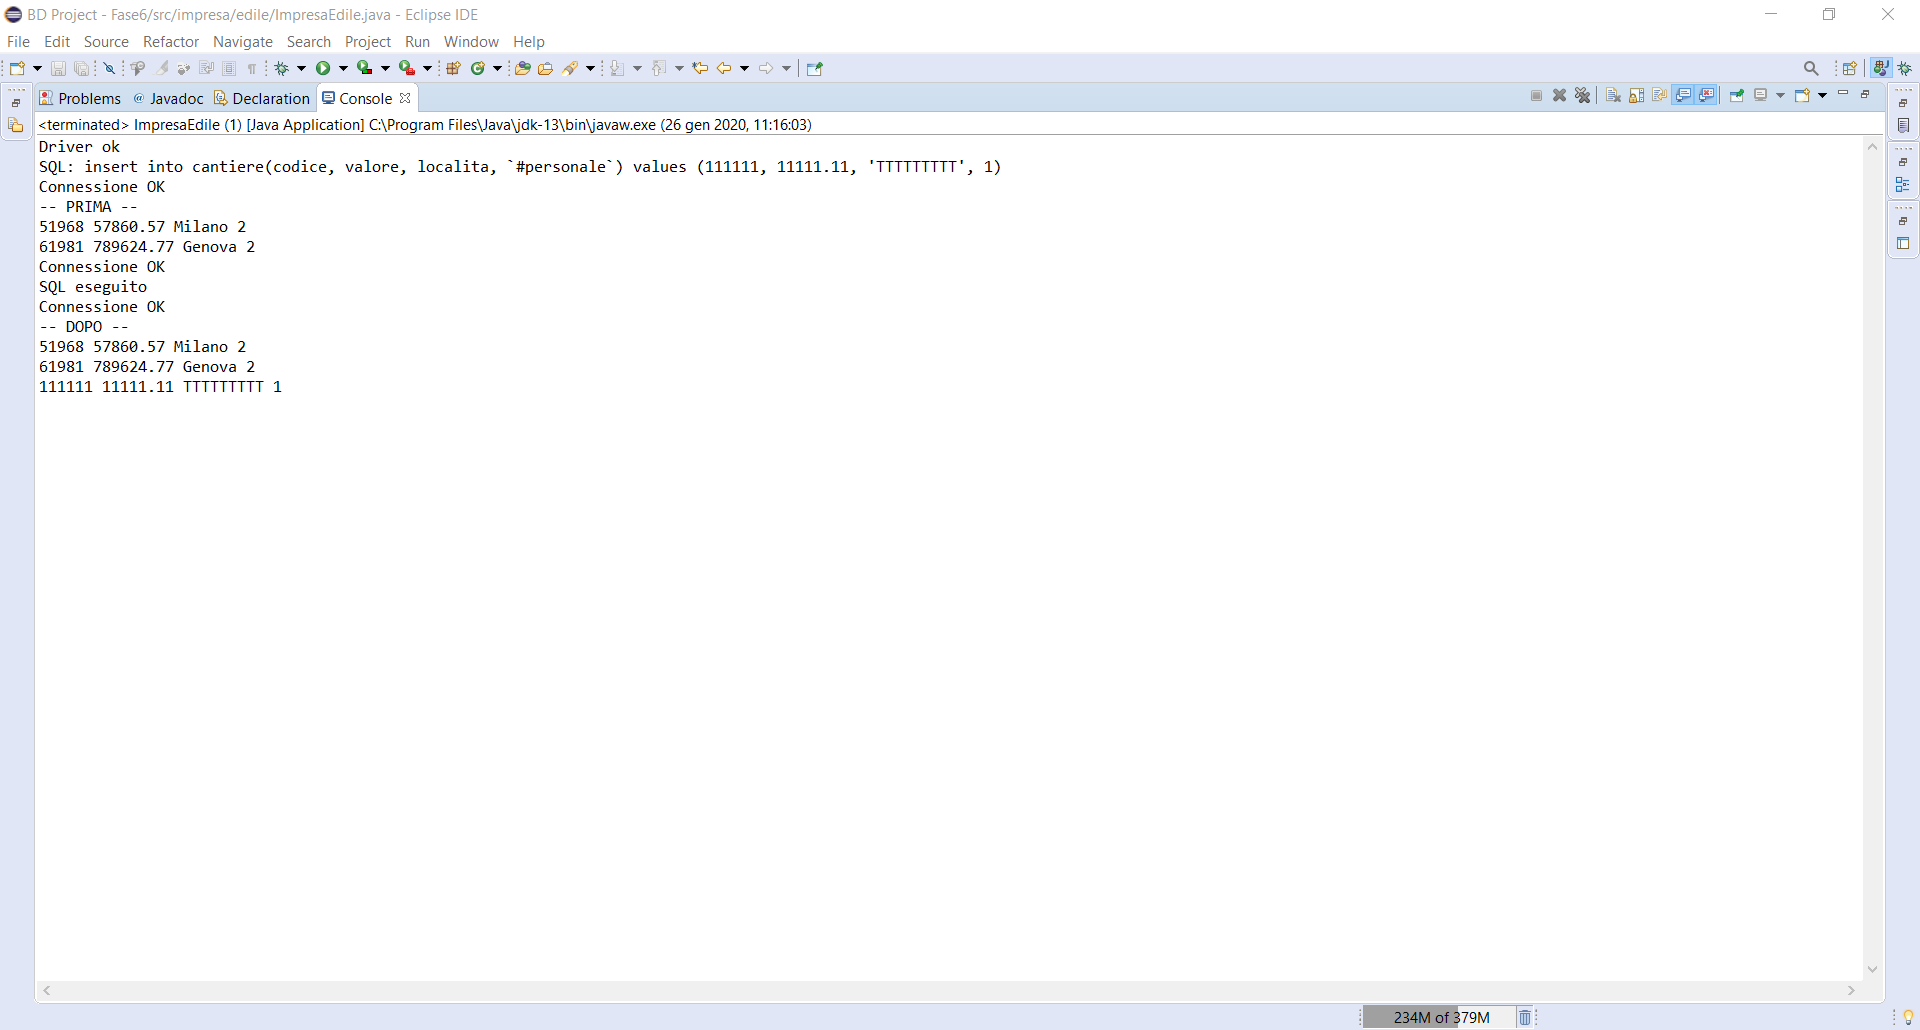 BD Project - Fase6/src/impresa/edile/ImpresaEdile.java - Eclipse IDE
File Edit Source Refactor Navigate Search Project Run Window Help
Problems @ Javadoc Declaration Console
<terminated> ImpresaEdile (1) [Java Application] C:\Program Files\Java\jdk-13\bin\javaw.exe (26 gen 2020, 11:16:03)
Driver ok
SQL: insert into cantiere(codice, valore, localita, `#personale`) values (111111, 11111.11, 'TTTTTTTTT', 1)
Connessione OK
-- PRIMA --
51968 57860.57 Milano 2
61981 789624.77 Genova 2
Connessione OK
SQL eseguito
Connessione OK
-- DOPO --
51968 57860.57 Milano 2
61981 789624.77 Genova 2
111111 11111.11 TTTTTTTTT 1
234M of 379M